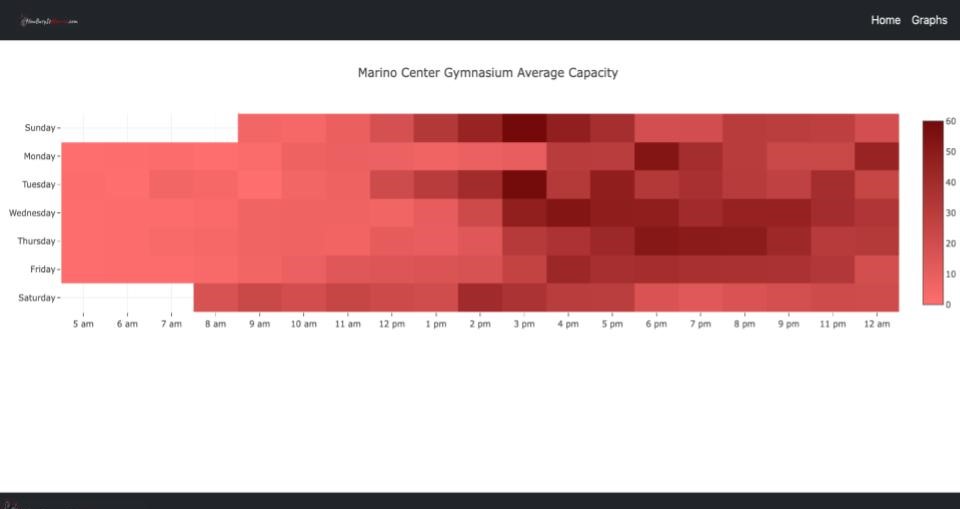 Home Graphs
Marino Center Gymnasium Average Capacity
Sunday
Monday
Tuesday
Wednesday
Thursday
Friday
Saturday
5 am 6 am 7 am 8 am 9 am 10 am 11 am 12 pm 1 pm 2 pm 3 pm 4 pm 5 pm 6 pm 7 pm 8 pm 9 pm 11 pm 12 am
60
50
40
30
20
10
0